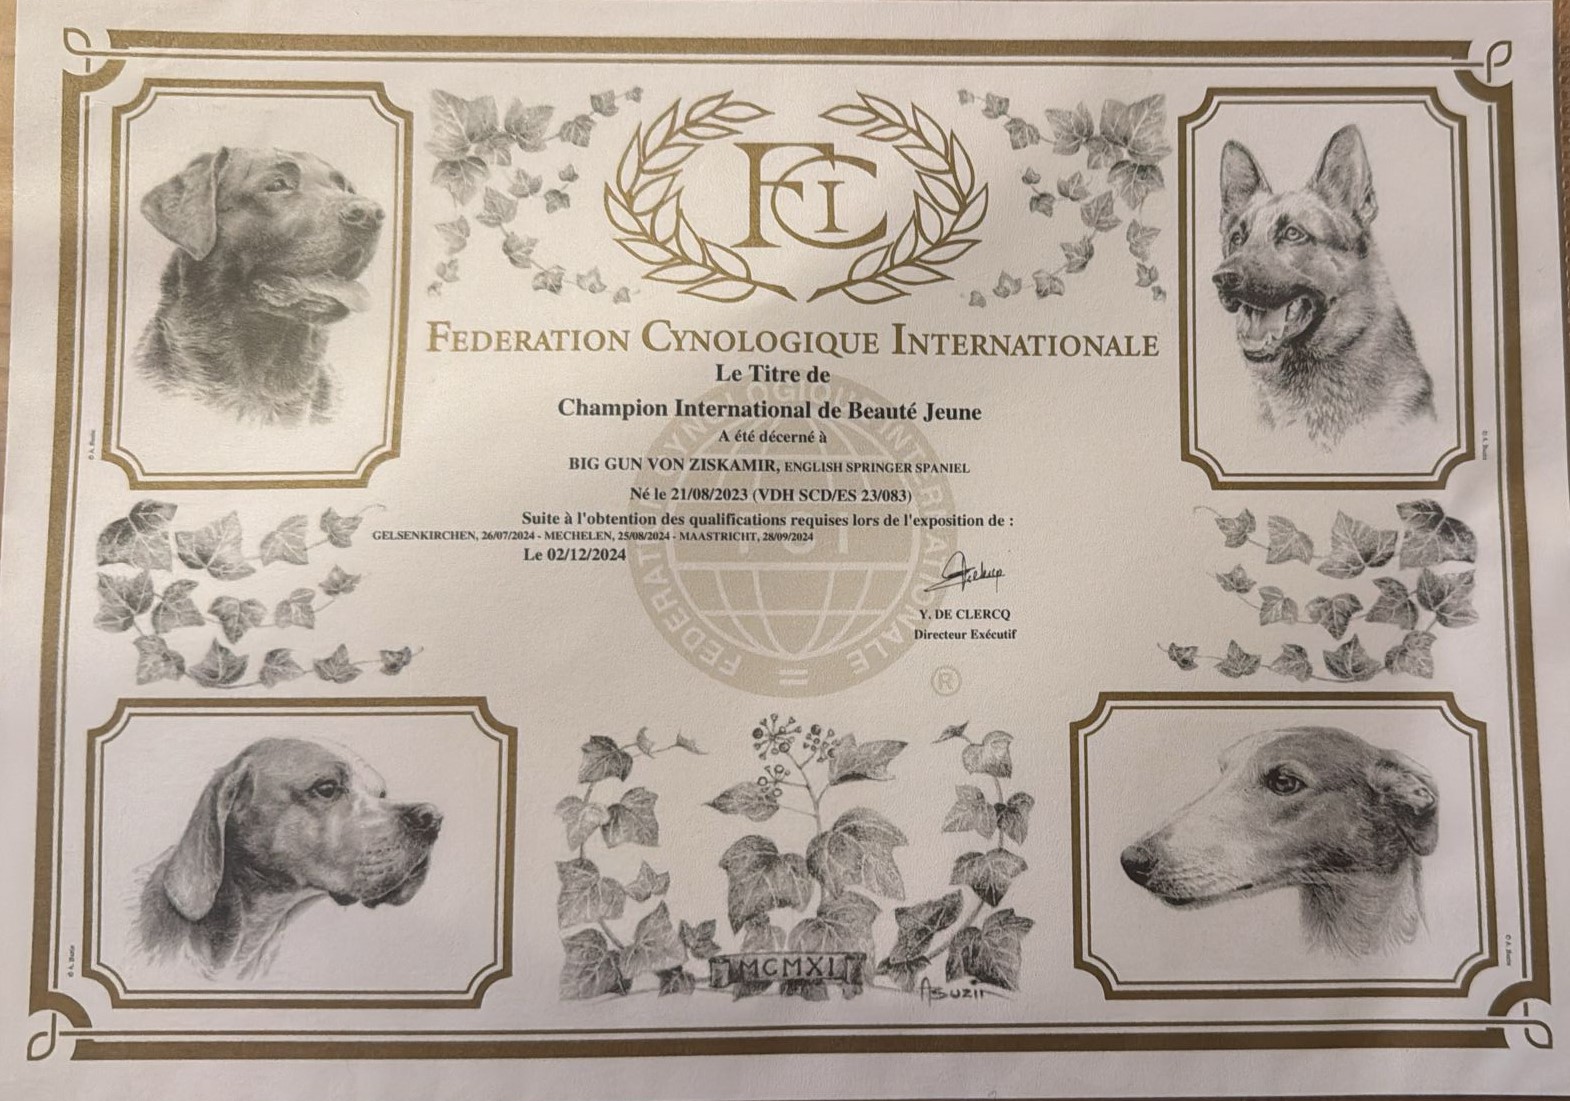 FCI
FEDERATION CYNOLOGIQUE INTERNATIONALE
Le Titre de
Champion International de Beauté Jeune
A été décerné à
BIG GUN VON ZISKAMIR, ENGLISH SPRINGER SPANIEL
Né le 21/08/2023 (VDH SCD/ES 23/083)
Suite à l'obtention des qualifications requises lors de l'exposition de :
GELSENKIRCHEN, 26/07/2024 - MECHELEN, 25/08/2024 - MAASTRICHT, 28/09/2024
Le 02/12/2024
Y. DE CLERCQ
Directeur Exécutif
FEDERATION CYNOLOGIQUE INTERNATIONALE
FCI
®
MCMXI